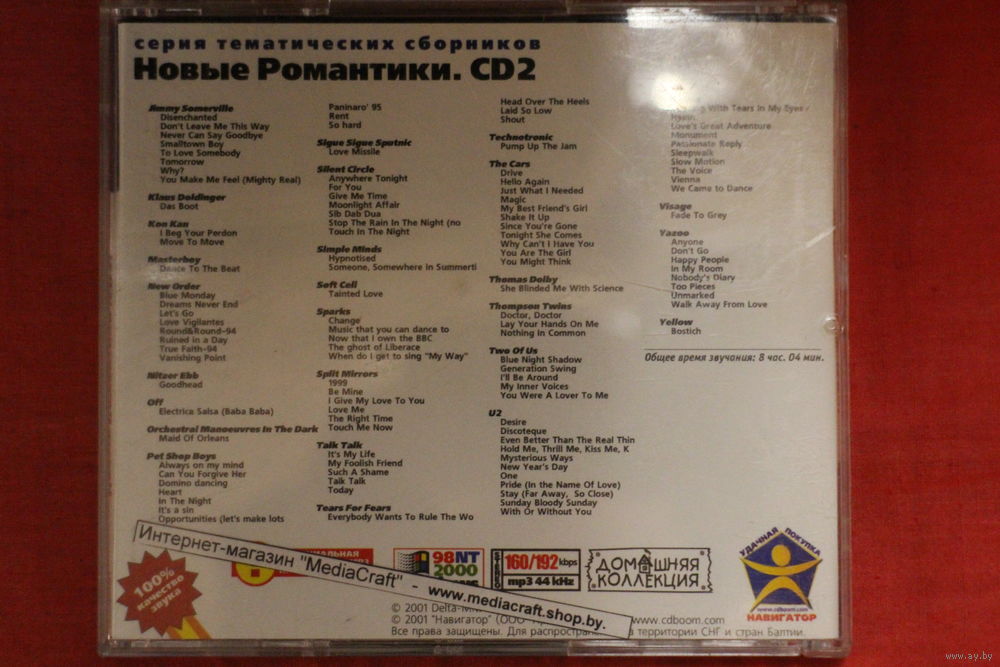 серия тематических сборников
Новые Романтики. CD2
Jimmy Somerville
Disenchanted
Don't Leave Me This Way
Never Can Say Goodbye
Smalltown Boy
To Love Somebody
Tomorrow
Why?
You Make Me Feel (Mighty Real)
Klaus Doldinger
Das Boot
Kon Kan
I Beg Your Perdon
Move To Move
Masterboy
Dance To The Beat
New Order
Blue Monday
Dreams Never End
Let's Go
Love Vigilantes
Round&Round-94
Ruined in a Day
True Faith-94
Vanishing Point
Nitzer Ebb
Goodhead
Off
Electrica Salsa (Baba Baba)
Orchestral Manoeuvres In The Dark
Maid Of Orleans
Pet Shop Boys
Always on my mind
Can You Forgive Her
Domino dancing
Heart
In The Night
It's a sin
Opportunities (let's make lots
Paninaro' 95
Rent
So hard
Sigue Sigue Sputnic
Love Missile
Silent Circle
Anywhere Tonight
For You
Give Me Time
Moonlight Affair
Sib Dab Dua
Stop The Rain In The Night (no
Touch In The Night
Simple Minds
Hypnotised
Someone, Somewhere in Summerti
Soft Cell
Tainted Love
Sparks
Change
Music that you can dance to
Now that I own the BBC
The ghost of Liberace
When do I get to sing "My Way"
Split Mirrors
1999
Be Mine
I Give My Love To You
Love Me
The Right Time
Touch Me Now
Talk Talk
It's My Life
My Foolish Friend
Such A Shame
Talk Talk
Today
Tears For Fears
Everybody Wants To Rule The Wo
Head Over The Heels
Laid So Low
Shout
Technotronic
Pump Up The Jam
The Cars
Drive
Hello Again
Just What I Needed
Magic
My Best Friend's Girl
Shake It Up
Since You're Gone
Tonight She Comes
Why Can't I Have You
You Are The Girl
You Might Think
Thomas Dolby
She Blinded Me With Science
Thompson Twins
Doctor, Doctor
Lay Your Hands On Me
Nothing In Common
Two Of Us
Blue Night Shadow
Generation Swing
I'll Be Around
My Inner Voices
You Were A Lover To Me
U2
Desire
Discoteque
Even Better Than The Real Thin
Hold Me, Thrill Me, Kiss Me, K
Mysterious Ways
New Year's Day
One
Pride (In the Name Of Love)
Stay (Far Away, So Close)
Sunday Bloody Sunday
With Or Without You
With Tears In My Eyes
Hymn
Love's Great Adventure
Monument
Passionate Reply
Sleepwalk
Slow Motion
The Voice
Vienna
We Came to Dance
Visage
Fade To Grey
Yazoo
Anyone
Don't Go
Happy People
In My Room
Nobody's Diary
Too Pieces
Unmarked
Walk Away From Love
Yellow
Bostich
Общее время звучания: 8 час. 04 мин.
Интернет-магазин "MediaCraft" - www.mediacraft.shop.by.
100%
качество
звука
98NT
2000
STEREO
160/192 kbps
mp3 44 kHz
ДОМАШНЯЯ
КОЛЛЕКЦИЯ
УДАЧНАЯ ПОКУПКА
www.cdboom.com
НАВИГАТОР
© 2001 Delta-M
© 2001 "Навигатор" (ООО www.cdboom.com
Все права защищены. Для распростра территории СНГ и стран Балтии.
www.ay.by